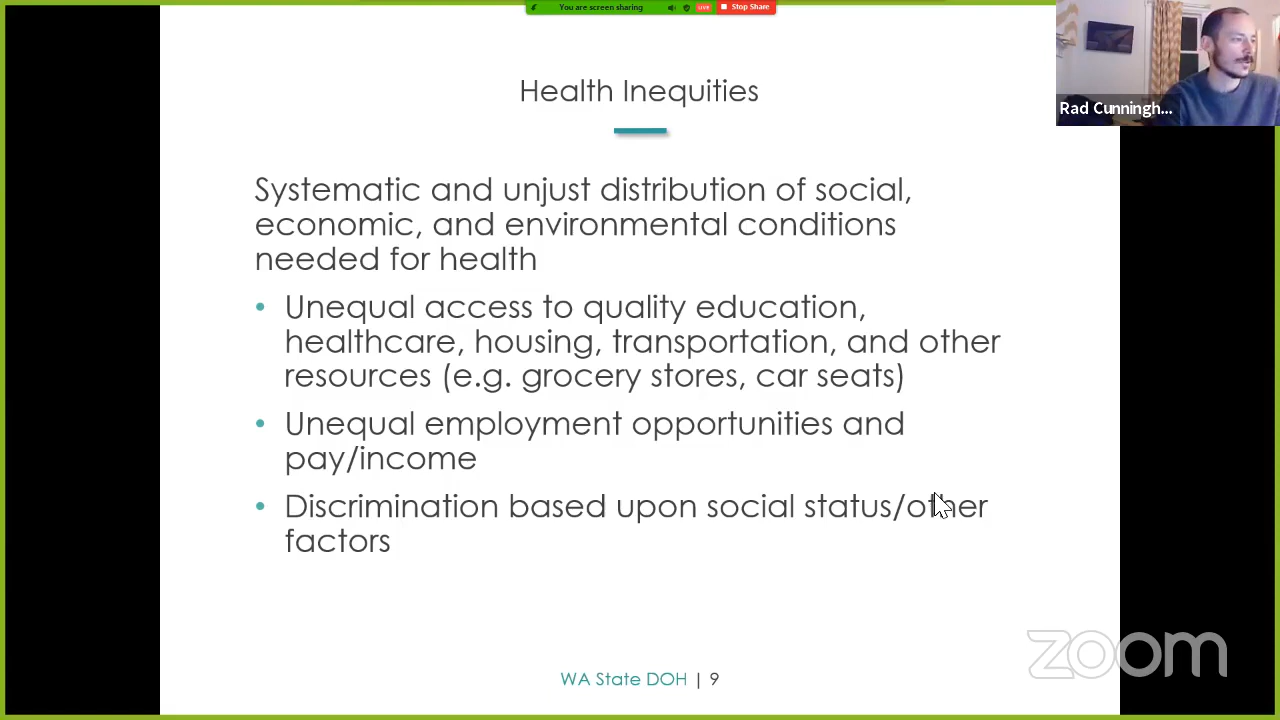 You are screen sharing
LIVE
Stop Share
Rad Cunningh...
Health Inequities
Systematic and unjust distribution of social,
economic, and environmental conditions
needed for health
• Unequal access to quality education,
healthcare, housing, transportation, and other
resources (e.g. grocery stores, car seats)
• Unequal employment opportunities and
pay/income
• Discrimination based upon social status/other
factors
zoom
WA State DOH | 9